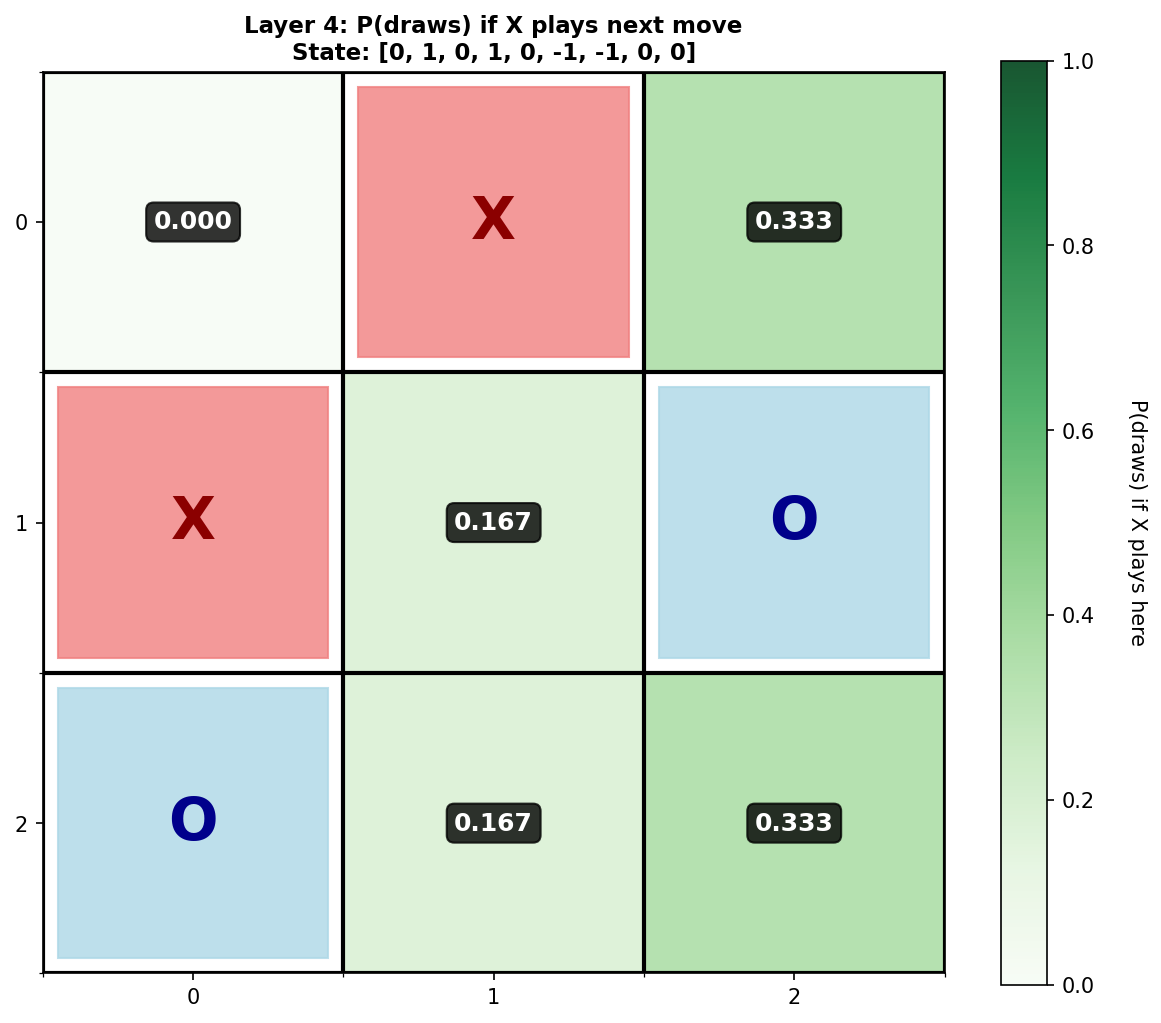 Layer 4: P(draws) if X plays next move
State: [0, 1, 0, 1, 0, -1, -1, 0, 0]
0.000
X
0.333
X
0.167
O
O
0.167
0.333
0
1
2
0
1
2
1.0
0.8
0.6
0.4
0.2
0.0
P(draws) if X plays here